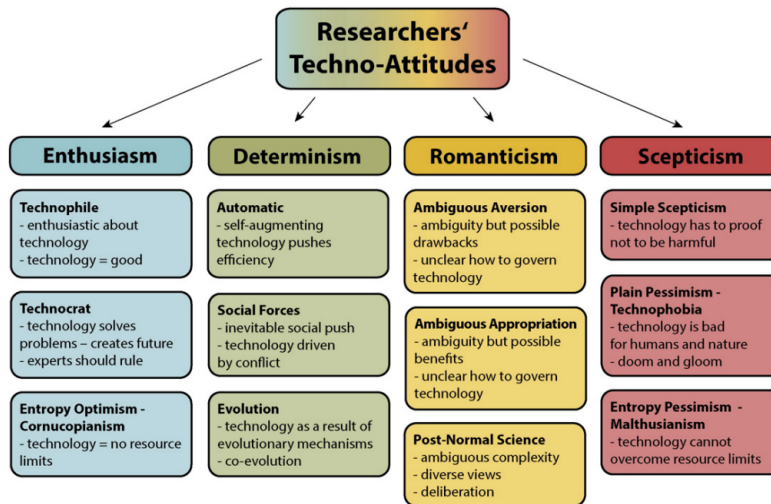 Researchers‘
Techno-Attitudes
Enthusiasm
Technophile
- enthusiastic about
technology
- technology = good
Technocrat
- technology solves
problems – creates future
- experts should rule
Entropy Optimism -
Cornucopianism
- technology = no resource
limits
Determinism
Automatic
- self-augmenting
technology pushes
efficiency
Social Forces
- inevitable social push
- technology driven
by conflict
Evolution
- technology as a result of
evolutionary mechanisms
- co-evolution
Romanticism
Ambiguous Aversion
- ambiguity but possible
drawbacks
- unclear how to govern
technology
Ambiguous Appropriation
- ambiguity but possible
benefits
- unclear how to govern
technology
Post-Normal Science
- ambiguous complexity
- diverse views
- deliberation
Scepticism
Simple Scepticism
- technology has to proof
not to be harmful
Plain Pessimism -
Technophobia
- technology is bad
for humans and nature
- doom and gloom
Entropy Pessimism -
Malthusianism
- technology cannot
overcome resource limits